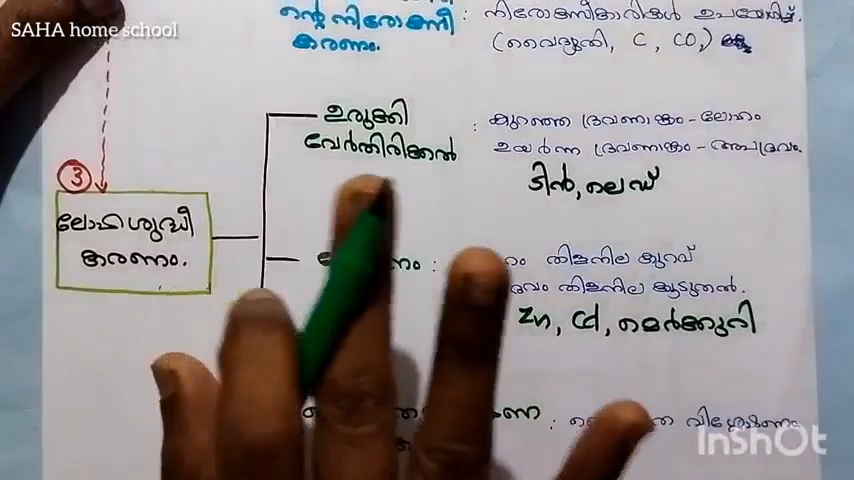 SAHA home school
ന്റെ നിരോക്സീ : നിരോക്സീകാരികൾ ഉപയോഗിച്ച്.
കരണം. (വൈദ്യുതി, C, CO,)
ഉരുക്കി : കുറഞ്ഞ ദ്രവണാങ്കം - ലോഹം
വേർതിരിക്കൽ ഉയർന്ന ദ്രവണാങ്കം - അപദ്രവം.
ടിൻ, ലെഡ്
3
ലോഹശുദ്ധീ
കരണം.
തിളനില കുറവ്
തിളനില കൂടുതൽ.
Zn, Cd, മെർക്കുറി
വിശ്ലേഷണം
InShOt